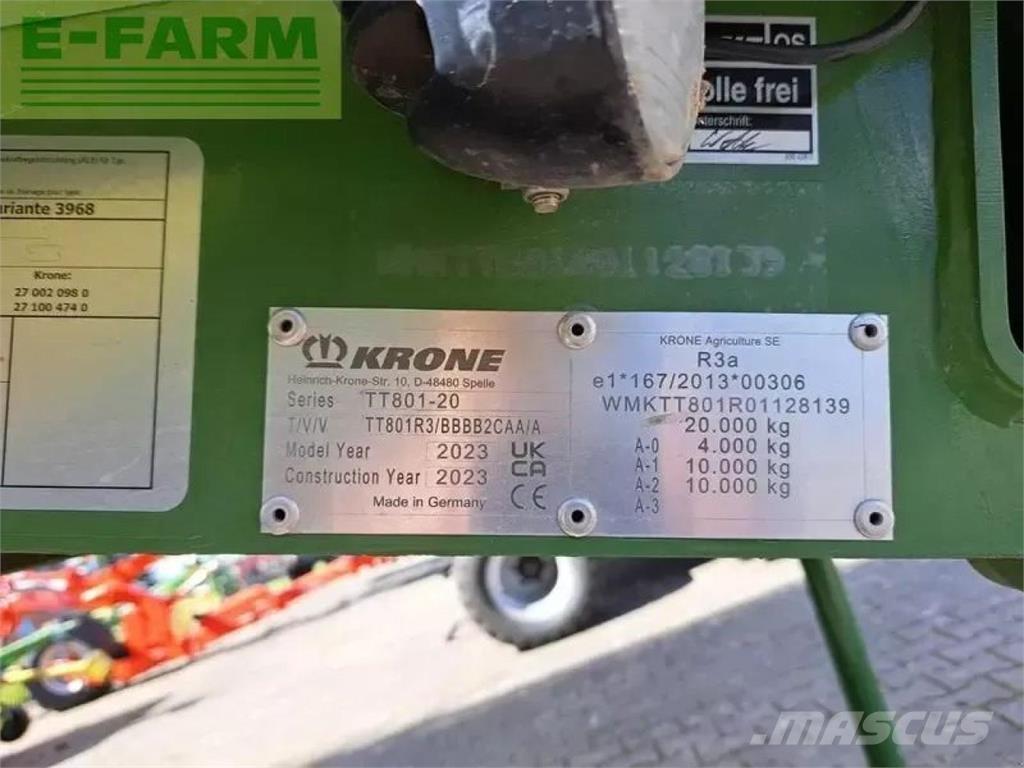 E-FARM
OS
olle frei
nterschrift:
riante 3968
Krone:
27 002 098 0
27 100 474 0
KRONE
Heinrich-Krone-Str. 10, D-48480 Spelle
Series TT801-20
T/V/V TT801R3/BBBB2CAA/A
Model Year 2023 UK
CA
Construction Year 2023
Made in Germany CE
KRONE Agriculture SE
R3a
e1*167/2013*00306
WMKTT801R01128139
20.000 kg
A-0 4.000 kg
A-1 10.000 kg
A-2 10.000 kg
A-3
MASCUS